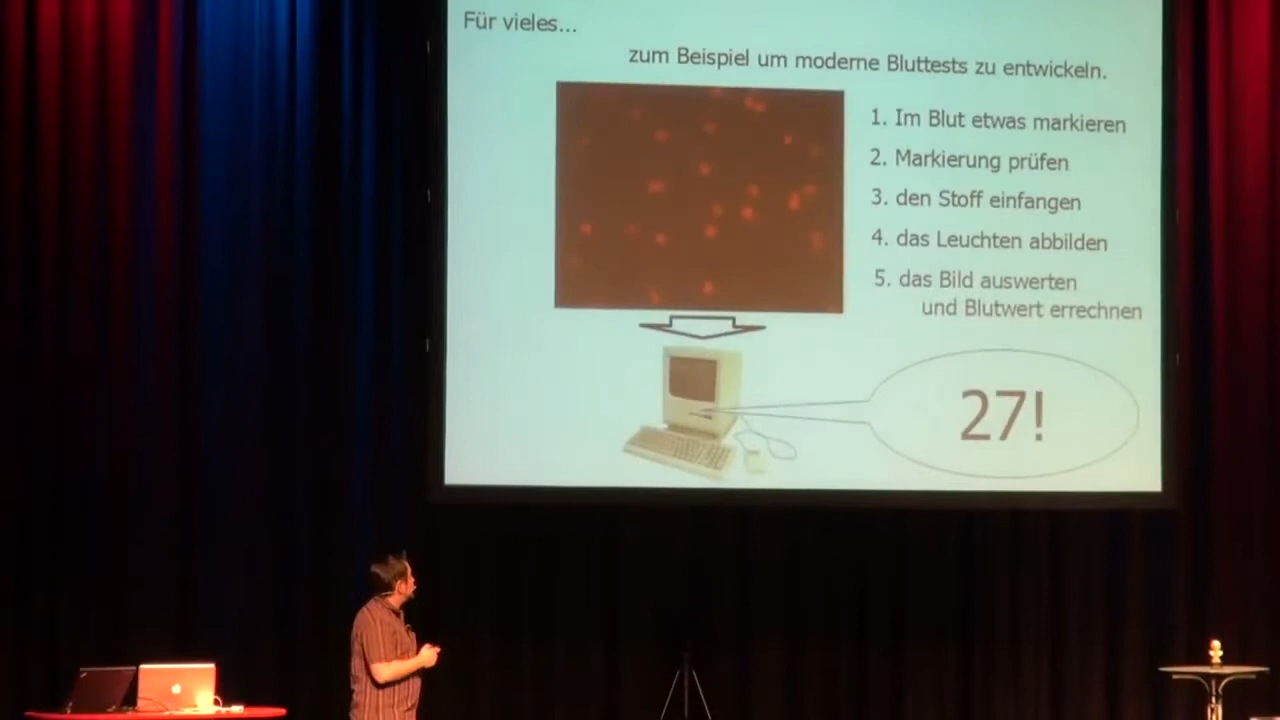 Für vieles...
zum Beispiel um moderne Bluttests zu entwickeln.
1. Im Blut etwas markieren
2. Markierung prüfen
3. den Stoff einfangen
4. das Leuchten abbilden
5. das Bild auswerten
und Blutwert errechnen
27!